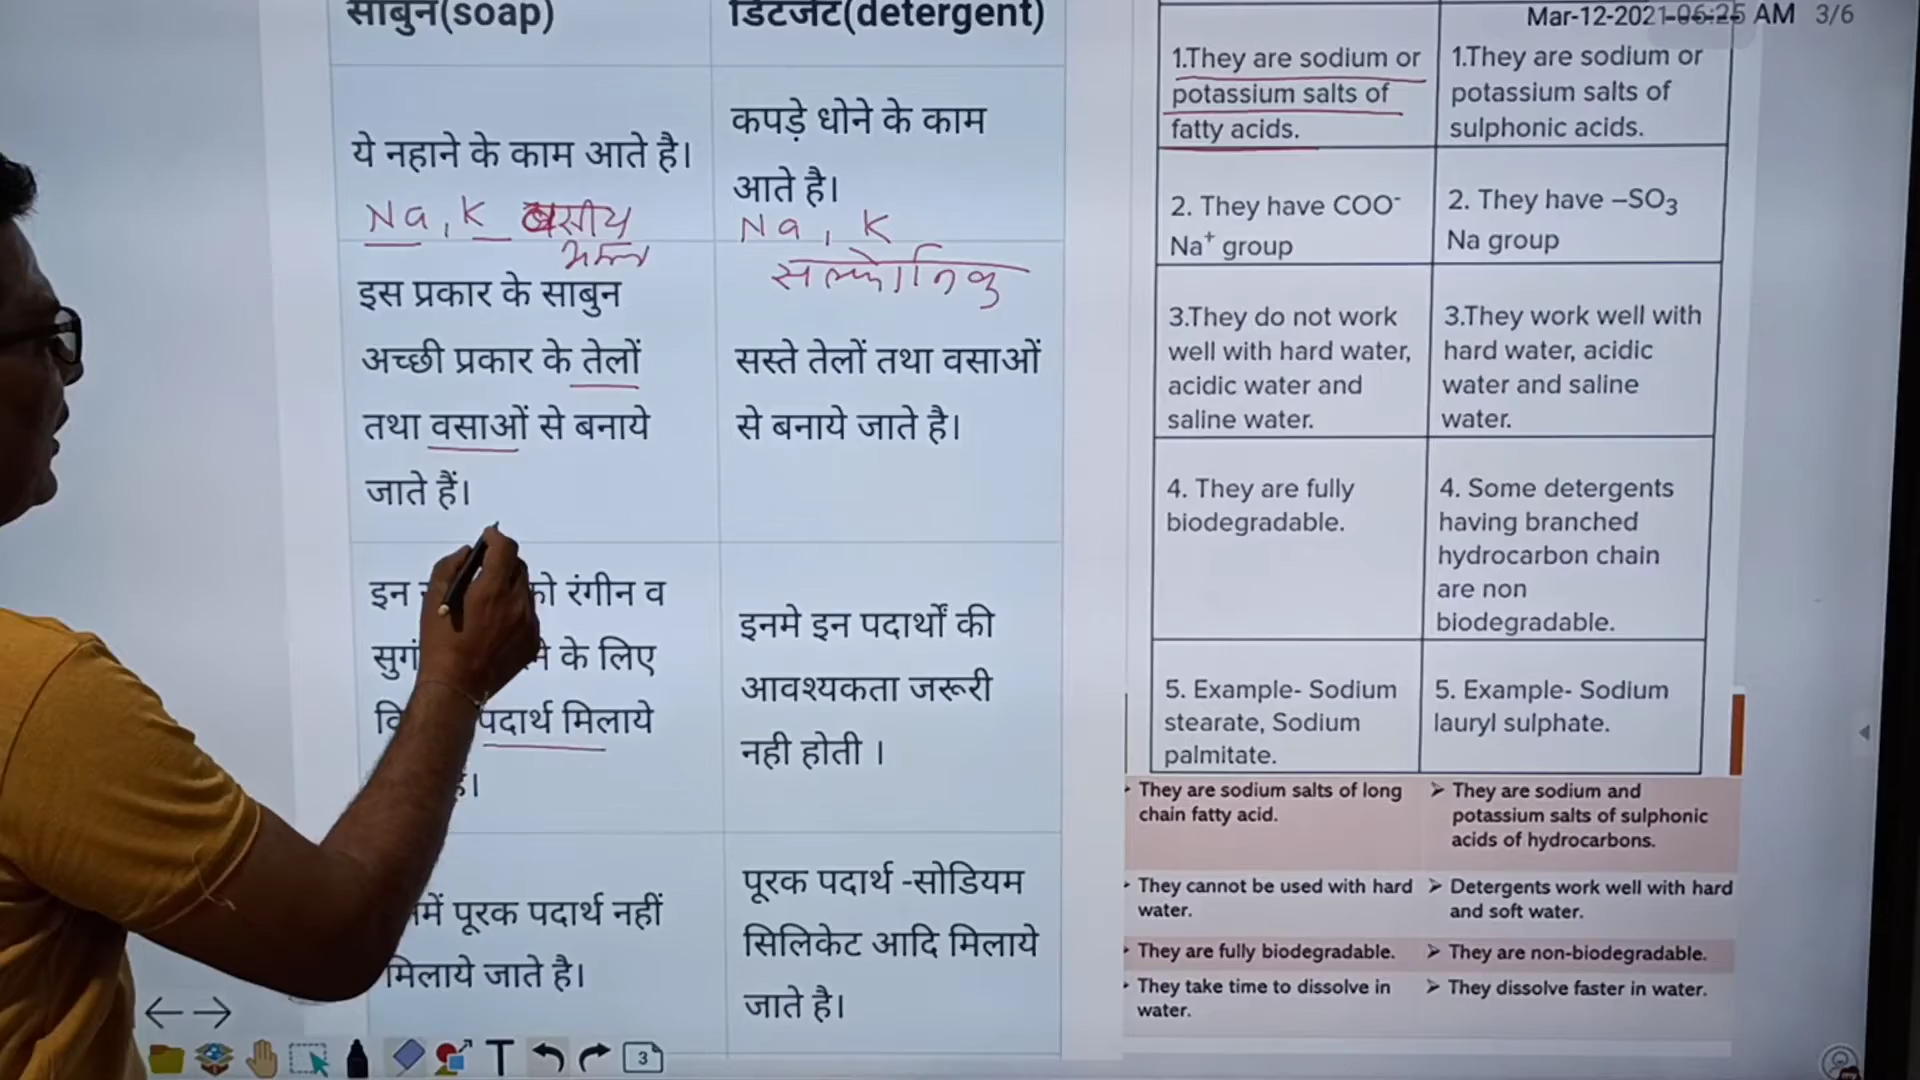 साबुन(soap)
डिटर्जेंट(detergent)
ये नहाने के काम आते है।
Na, K वसीय
अम्ल
कपड़े धोने के काम
आते है।
Na, K
सल्फोनिक
इस प्रकार के साबुन
अच्छी प्रकार के तेलों
तथा वसाओं से बनाये
जाते हैं।
सस्ते तेलों तथा वसाओं
से बनाये जाते है।
इन
को रंगीन व
के लिए
पदार्थ मिलाये
है।
इनमे इन पदार्थों की
आवश्यकता जरूरी
नही होती ।
पूरक पदार्थ नहीं
मिलाये जाते है।
पूरक पदार्थ -सोडियम
सिलिकेट आदि मिलाये
जाते है।
Mar-12-2021-06:25 AM 3/6
1.They are sodium or
potassium salts of
fatty acids.
1.They are sodium or
potassium salts of
sulphonic acids.
2. They have COO⁻
Na⁺ group
2. They have –SO₃
Na group
3.They do not work
well with hard water,
acidic water and
saline water.
3.They work well with
hard water, acidic
water and saline
water.
4. They are fully
biodegradable.
4. Some detergents
having branched
hydrocarbon chain
are non
biodegradable.
5. Example- Sodium
stearate, Sodium
palmitate.
5. Example- Sodium
lauryl sulphate.
They are sodium salts of long
chain fatty acid.
➢ They are sodium and
potassium salts of sulphonic
acids of hydrocarbons.
They cannot be used with hard
water.
➢ Detergents work well with hard
and soft water.
They are fully biodegradable.
➢ They are non-biodegradable.
They take time to dissolve in
water.
➢ They dissolve faster in water.
T
3